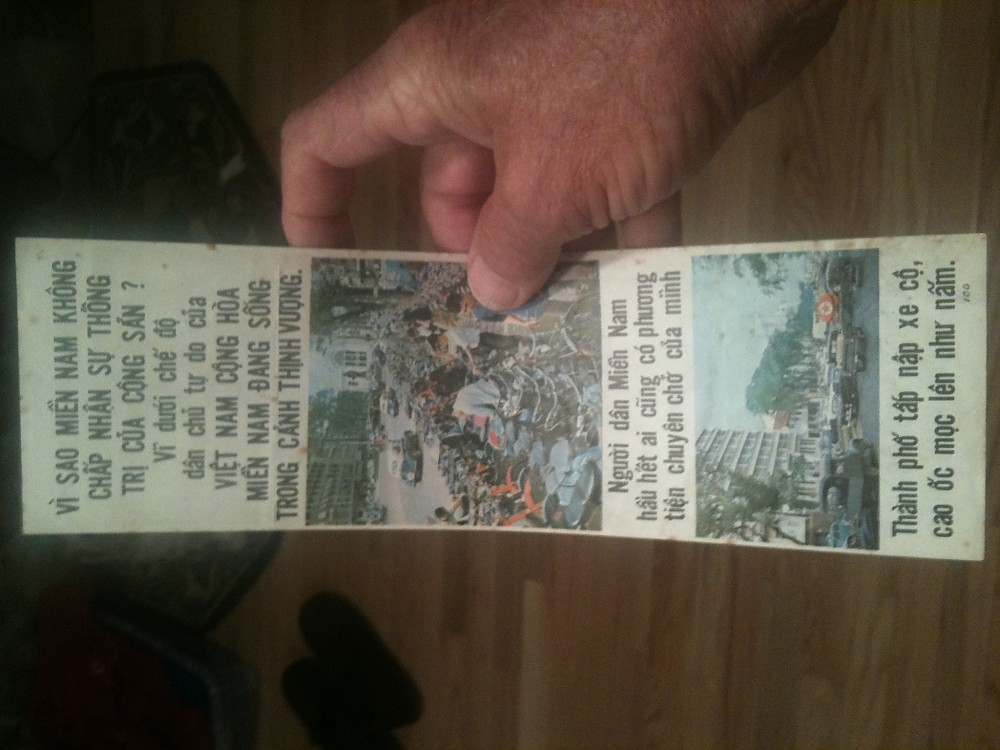 VÌ SAO MIỀN NAM KHÔNG
CHẤP NHẬN SỰ THỐNG
TRỊ CỦA CỘNG SẢN ?
Vì dưới chế độ
dân chủ tự do của
VIỆT NAM CỘNG HÒA
MIỀN NAM ĐANG SỐNG
TRONG CẢNH THỊNH VƯỢNG.
Người dân Miền Nam
hầu hết ai cũng có phương
tiện chuyên chở của mình
Thành phố tấp nập xe cộ,
cao ốc mọc lên như nấm.
100